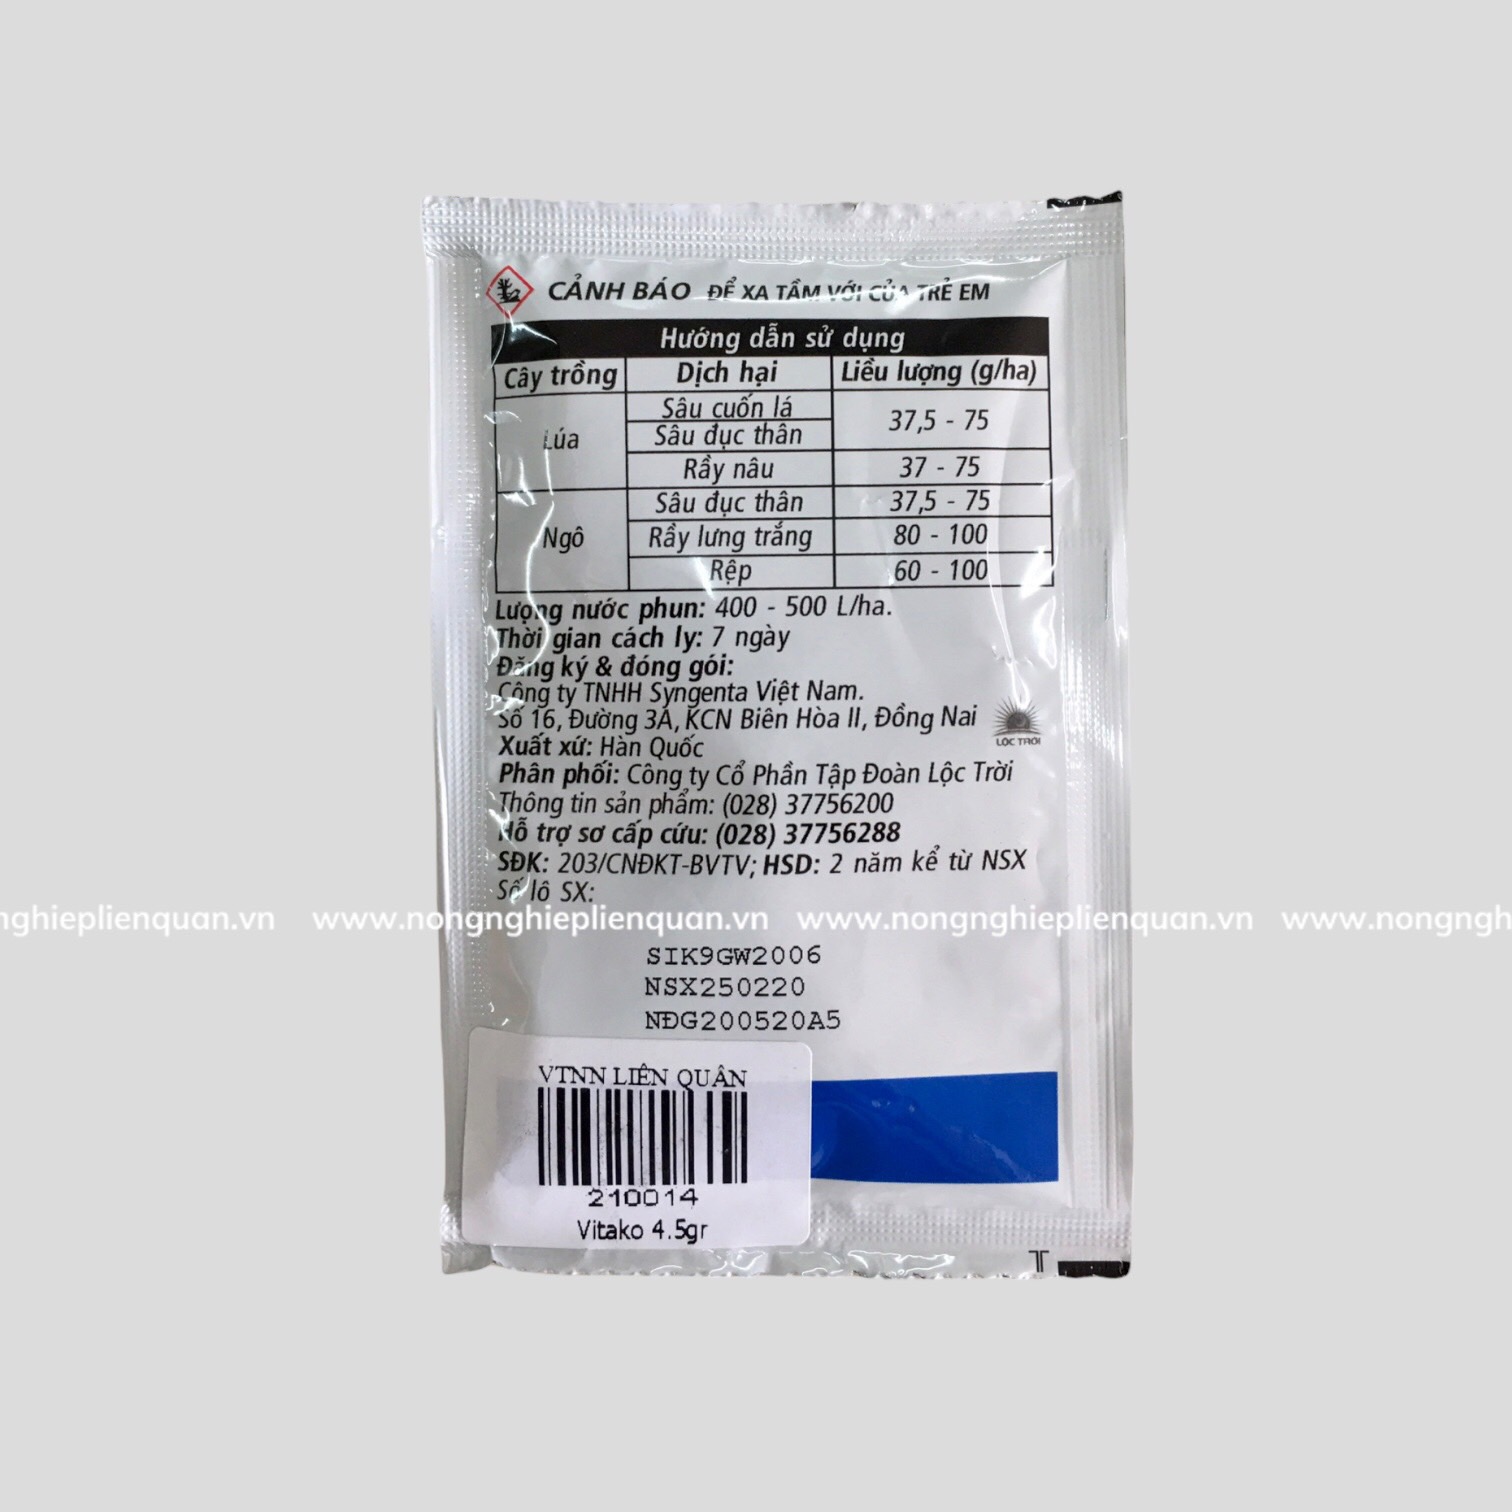 CẢNH BÁO ĐỂ XA TẦM VỚI CỦA TRẺ EM
Hướng dẫn sử dụng
Cây trồng Dịch hại Liều lượng (g/ha)
Lúa
Sâu cuốn lá
Sâu đục thân
37,5 - 75
Rầy nâu 37 - 75
Ngô
Sâu đục thân 37,5 - 75
Rầy lưng trắng 80 - 100
Rệp 60 - 100
Lượng nước phun: 400 - 500 L/ha.
Thời gian cách ly: 7 ngày
Đăng ký & đóng gói:
Công ty TNHH Syngenta Việt Nam.
Số 16, Đường 3A, KCN Biên Hòa II, Đồng Nai
LỘC TRỜI
Xuất xứ: Hàn Quốc
Phân phối: Công ty Cổ Phần Tập Đoàn Lộc Trời
Thông tin sản phẩm: (028) 37756200
Hỗ trợ sơ cấp cứu: (028) 37756288
SĐK: 203/CNĐKT-BVTV; HSD: 2 năm kể từ NSX
Số lô SX:
nghieplienquan.vn www.nongnghieplienquan.vn www.nongnghieplienquan.vn www.nongngh
SIK9GW2006
NSX250220
NĐG200520A5
VTNN LIÊN QUÂN
210014
Vitako 4.5gr
T